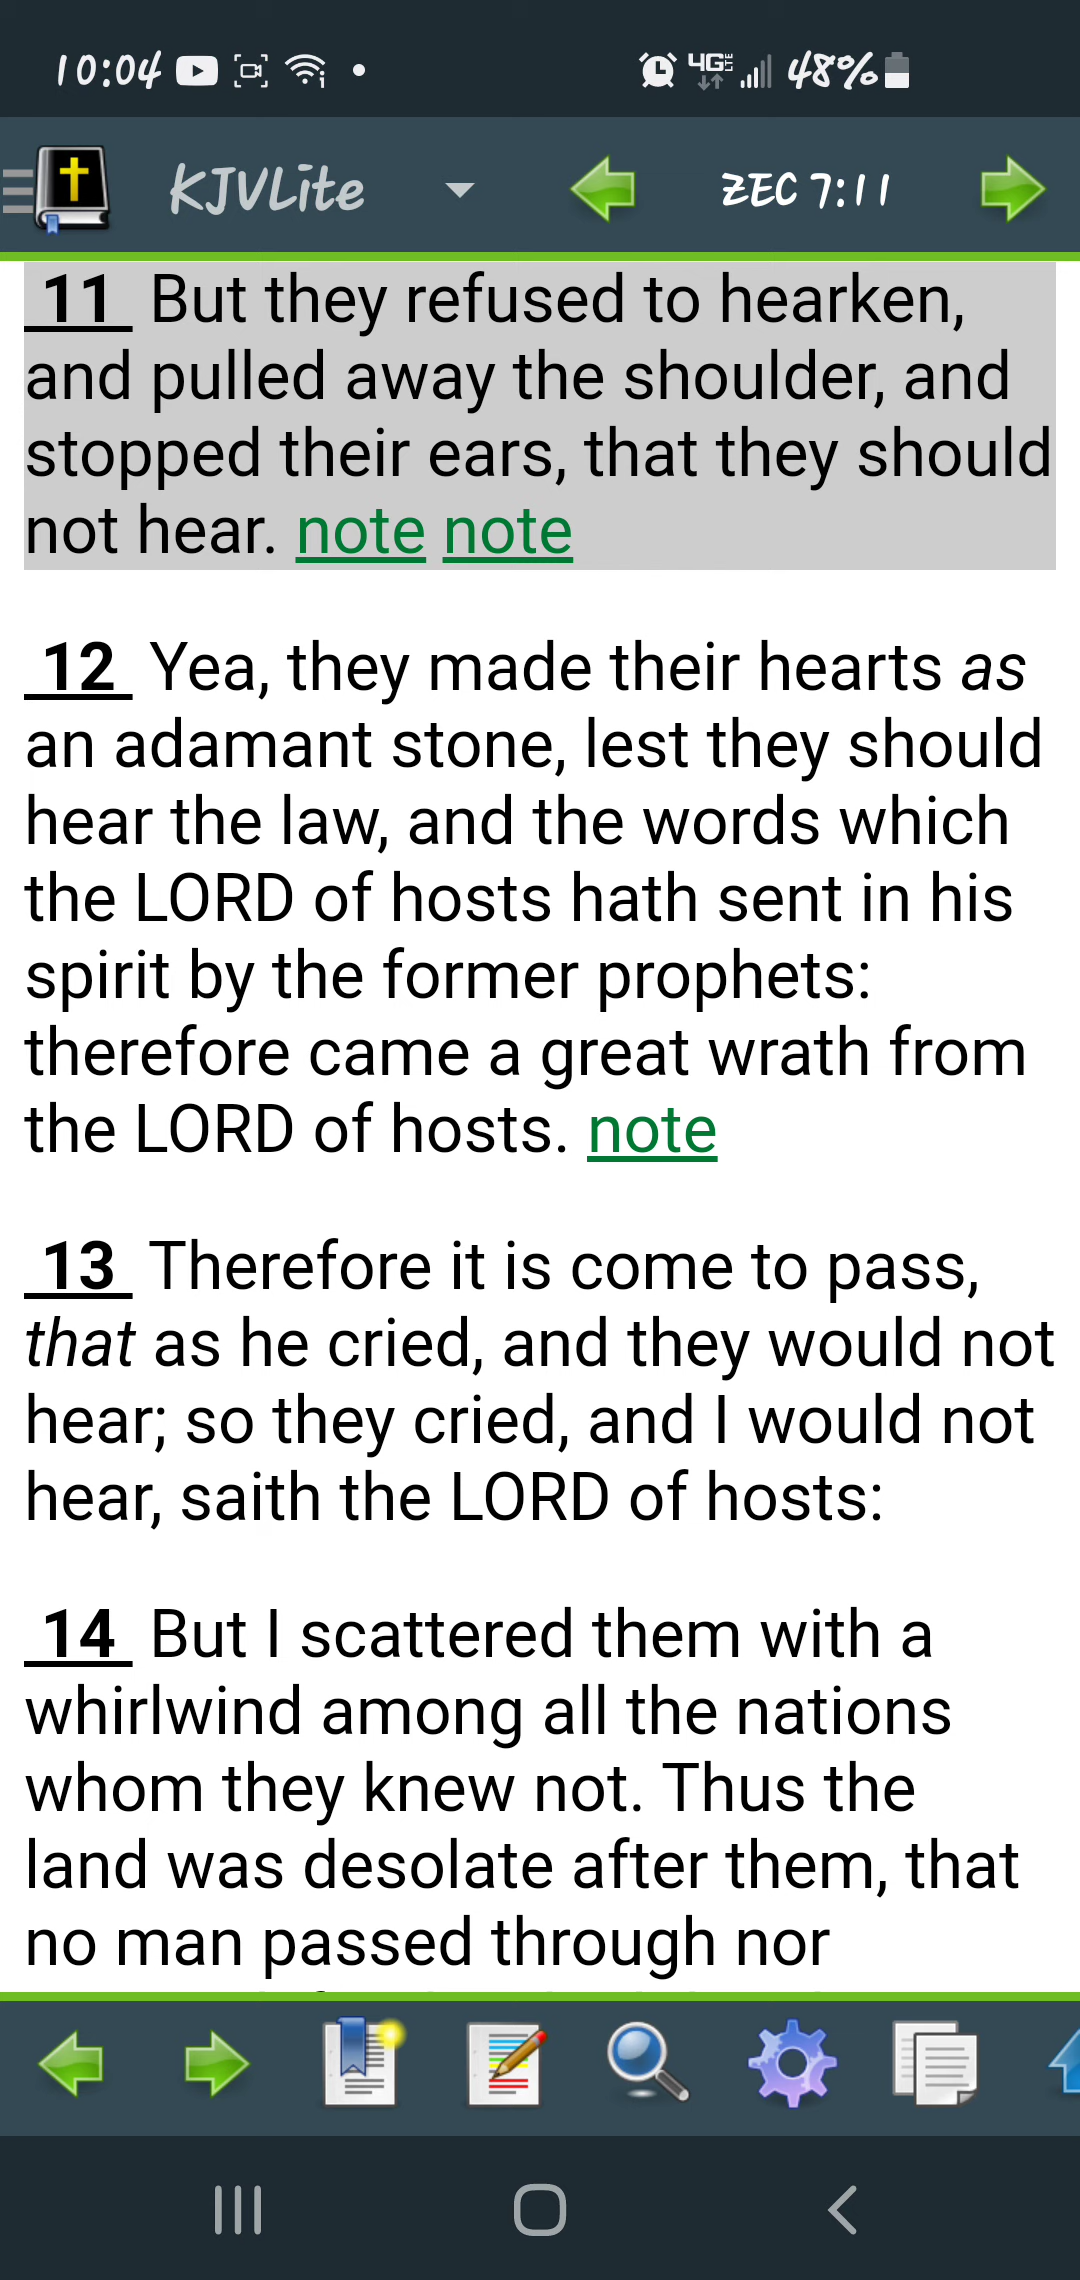 10:04 4G LTE 48%
KJVLite ZEC 7:11
11 But they refused to hearken,
and pulled away the shoulder, and
stopped their ears, that they should
not hear. note note
12 Yea, they made their hearts as
an adamant stone, lest they should
hear the law, and the words which
the LORD of hosts hath sent in his
spirit by the former prophets:
therefore came a great wrath from
the LORD of hosts. note
13 Therefore it is come to pass,
that as he cried, and they would not
hear; so they cried, and I would not
hear, saith the LORD of hosts:
14 But I scattered them with a
whirlwind among all the nations
whom they knew not. Thus the
land was desolate after them, that
no man passed through nor